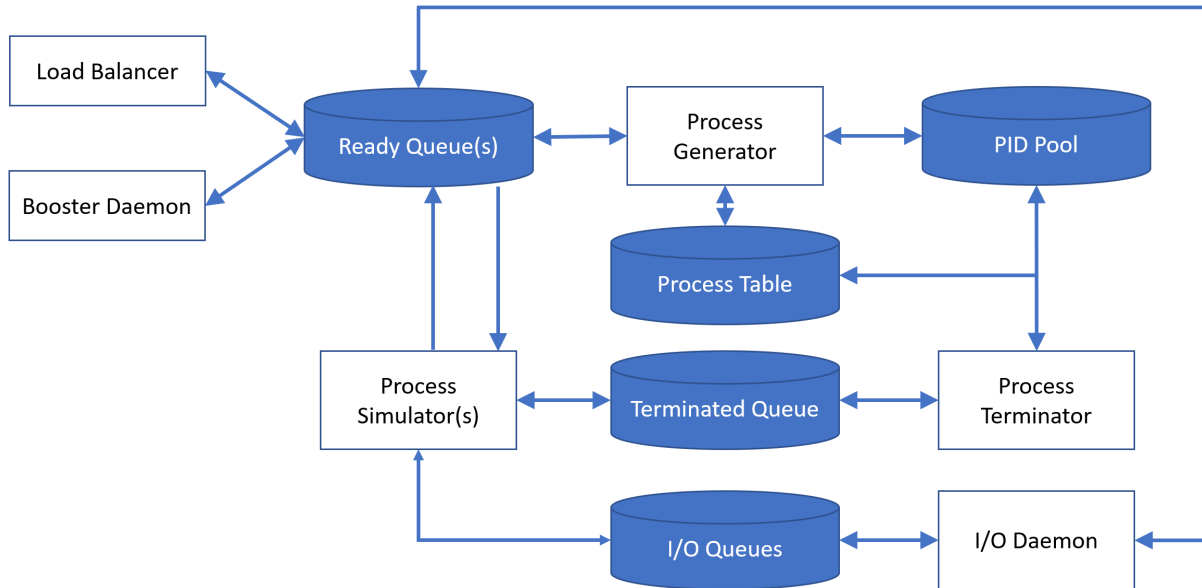 Load Balancer
Ready Queue(s)
Process
Generator
PID Pool
Booster Daemon
Process Table
Process
Simulator(s)
Terminated Queue
Process
Terminator
I/O Queues
I/O Daemon